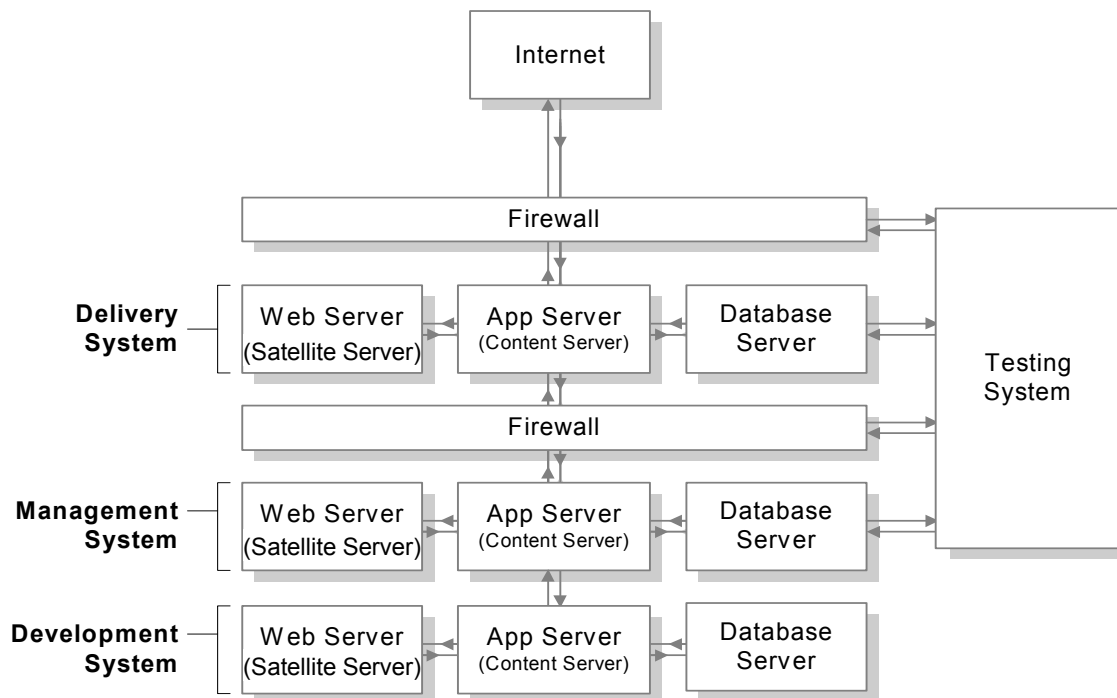 Internet
Firewall
Delivery
System
Web Server
(Satellite Server)
App Server
(Content Server)
Database
Server
Testing
System
Firewall
Management
System
Web Server
(Satellite Server)
App Server
(Content Server)
Database
Server
Development
System
Web Server
(Satellite Server)
App Server
(Content Server)
Database
Server